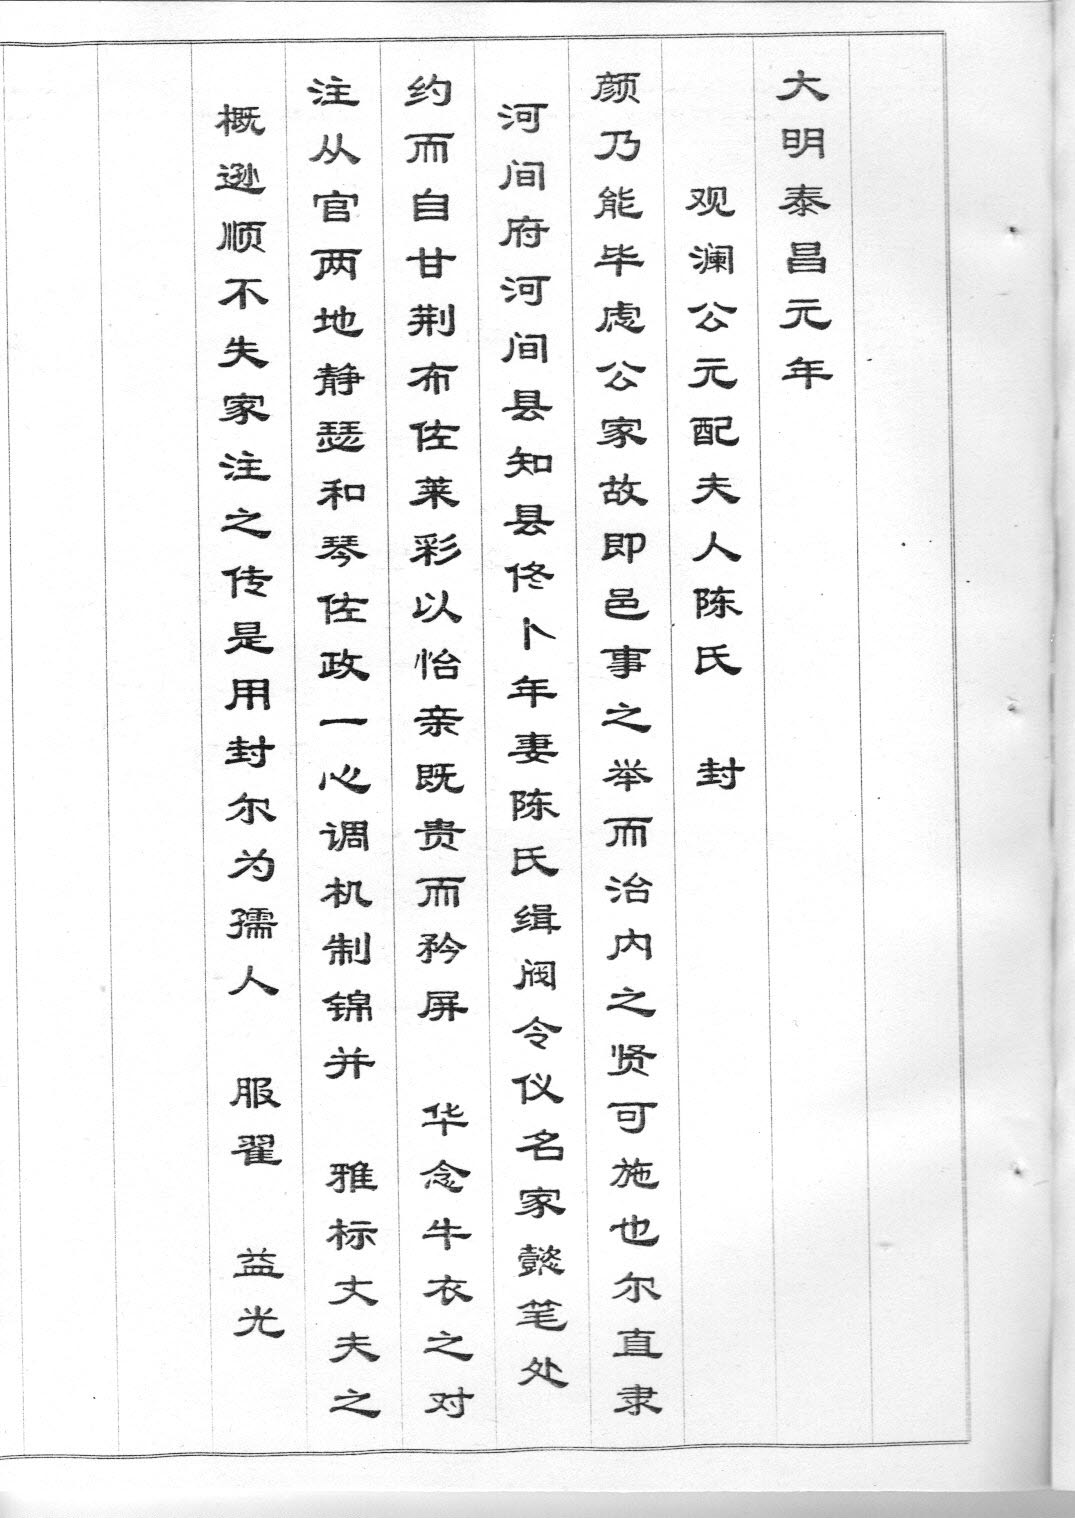 大明泰昌元年
观澜公元配夫人陈氏 封
颜乃能毕虑公家故即邑事之举而治内之贤可施也尔直隶
河间府河间县知县佟卜年妻陈氏缉阀令仪名家懿笔处
约而自甘荆布佐莱彩以怡亲既贵而矜屏 华念牛衣之对
注从官两地静瑟和琴佐政一心调机制锦并 雅标丈夫之
概逊顺不失家注之传是用封尔为孺人 服翟 益光